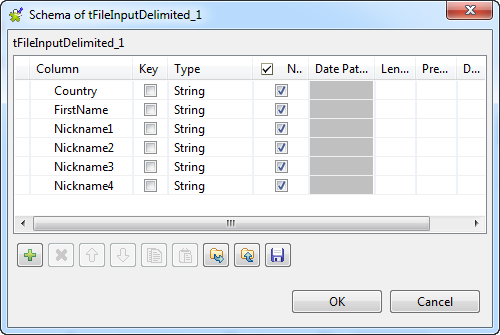 Schema of tFileInputDelimited_1
tFileInputDelimited_1
Column Key Type N.. Date Pat... Len... Pre... D...
Country String
FirstName String
Nickname1 String
Nickname2 String
Nickname3 String
Nickname4 String
OK Cancel